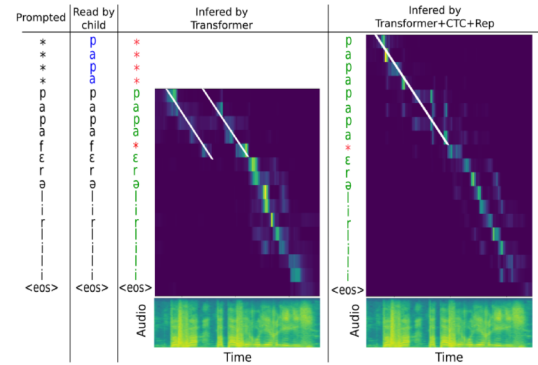 Prompted
*
*
*
*
p
a
p
a
f
ɛ
r
ə
l
i
r
l
i
l
i
<eos>
Read by
child
p
a
p
a
p
a
p
a
f
ɛ
r
ə
l
i
r
l
i
l
i
<eos>
Infered by
Transformer
*
*
*
*
p
a
p
a
*
ɛ
r
ə
l
i
r
l
i
l
i
<eos>
Audio
Time
Infered by
Transformer+CTC+Rep
p
a
p
a
p
a
p
a
*
ɛ
r
ə
l
i
r
l
i
l
i
<eos>
Audio
Time